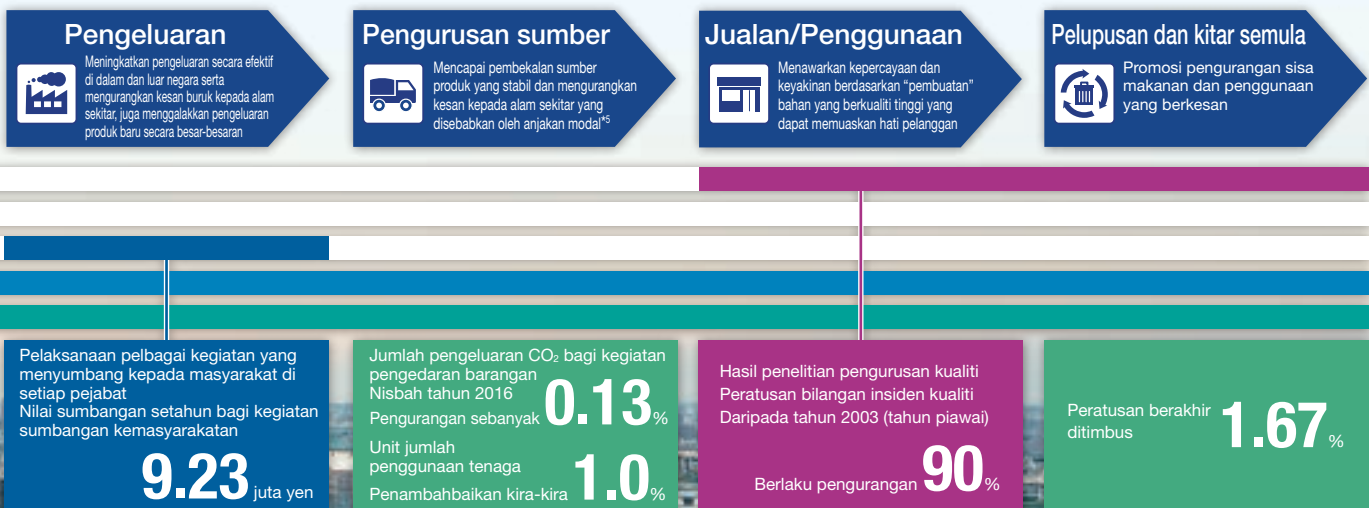 Pengeluaran
Meningkatkan pengeluaran secara efektif
di dalam dan luar negara serta
mengurangkan kesan buruk kepada alam
sekitar, juga menggalakkan pengeluaran
produk baru secara besar-besaran
Pengurusan sumber
Mencapai pembekalan sumber
produk yang stabil dan mengurangkan
kesan kepada alam sekitar yang
disebabkan oleh anjakan modal*5
Jualan/Penggunaan
Menawarkan kepercayaan dan
keyakinan berdasarkan “pembuatan”
bahan yang berkualiti tinggi yang
dapat memuaskan hati pelanggan
Pelupusan dan kitar semula
Promosi pengurangan sisa
makanan dan penggunaan
yang berkesan
Pelaksanaan pelbagai kegiatan yang
menyumbang kepada masyarakat di
setiap pejabat
Nilai sumbangan setahun bagi kegiatan
sumbangan kemasyarakatan
9.23 juta yen
Jumlah pengeluaran CO₂ bagi kegiatan
pengedaran barangan
Nisbah tahun 2016
Pengurangan sebanyak 0.13%
Unit jumlah
penggunaan tenaga
Penambahbaikan kira-kira 1.0%
Hasil penelitian pengurusan kualiti
Peratusan bilangan insiden kualiti
Daripada tahun 2003 (tahun piawai)
Berlaku pengurangan 90%
Peratusan berakhir
ditimbus 1.67%